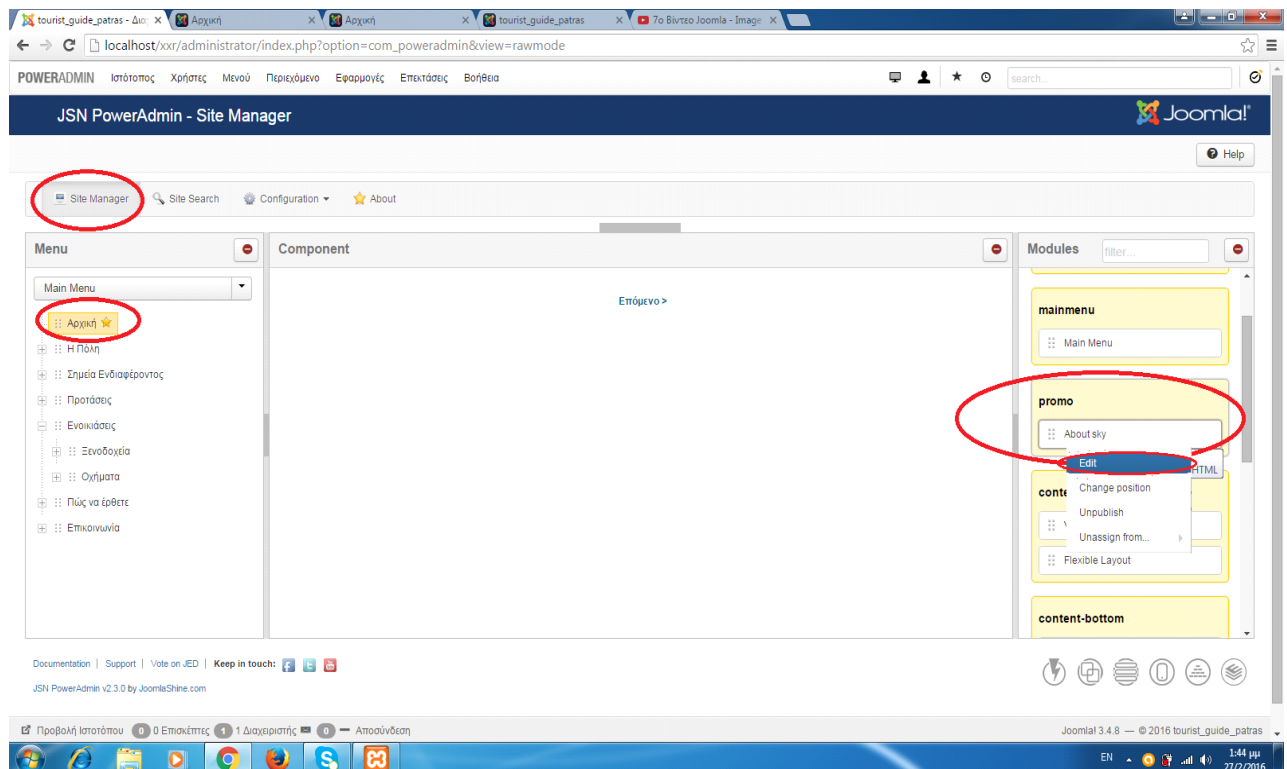 tourist_guide_patras - Δια
Αρχική
Αρχική
tourist_guide_patras
7ο Βίντεο Joomla - Image
localhost/xxr/administrator/index.php?option=com_poweradmin&view=rawmode
POWERADMIN Ιστότοπος Χρήστες Μενού Περιεχόμενο Εφαρμογές Επεκτάσεις Βοήθεια
search...
JSN PowerAdmin - Site Manager
Joomla!
Help
Site Manager Site Search Configuration About
Menu
Main Menu
Αρχική
Η Πόλη
Σημεία Ενδιαφέροντος
Προτάσεις
Ενοικιάσεις
Ξενοδοχεία
Οχήματα
Πώς να έρθετε
Επικοινωνία
Component
Επόμενο >
Modules filter...
mainmenu
Main Menu
promo
About sky
Edit
HTML
Change position
Unpublish
Unassign from...
conte
Flexible Layout
content-bottom
Documentation | Support | Vote on JED | Keep in touch:
JSN PowerAdmin v2.3.0 by JoomlaShine.com
Προβολή Ιστοτόπου 0 0 Επισκέπτες 1 1 Διαχειριστής 0 Αποσύνδεση
Joomla! 3.4.8 — © 2016 tourist_guide_patras
EN
1:44 μμ
27/2/2016